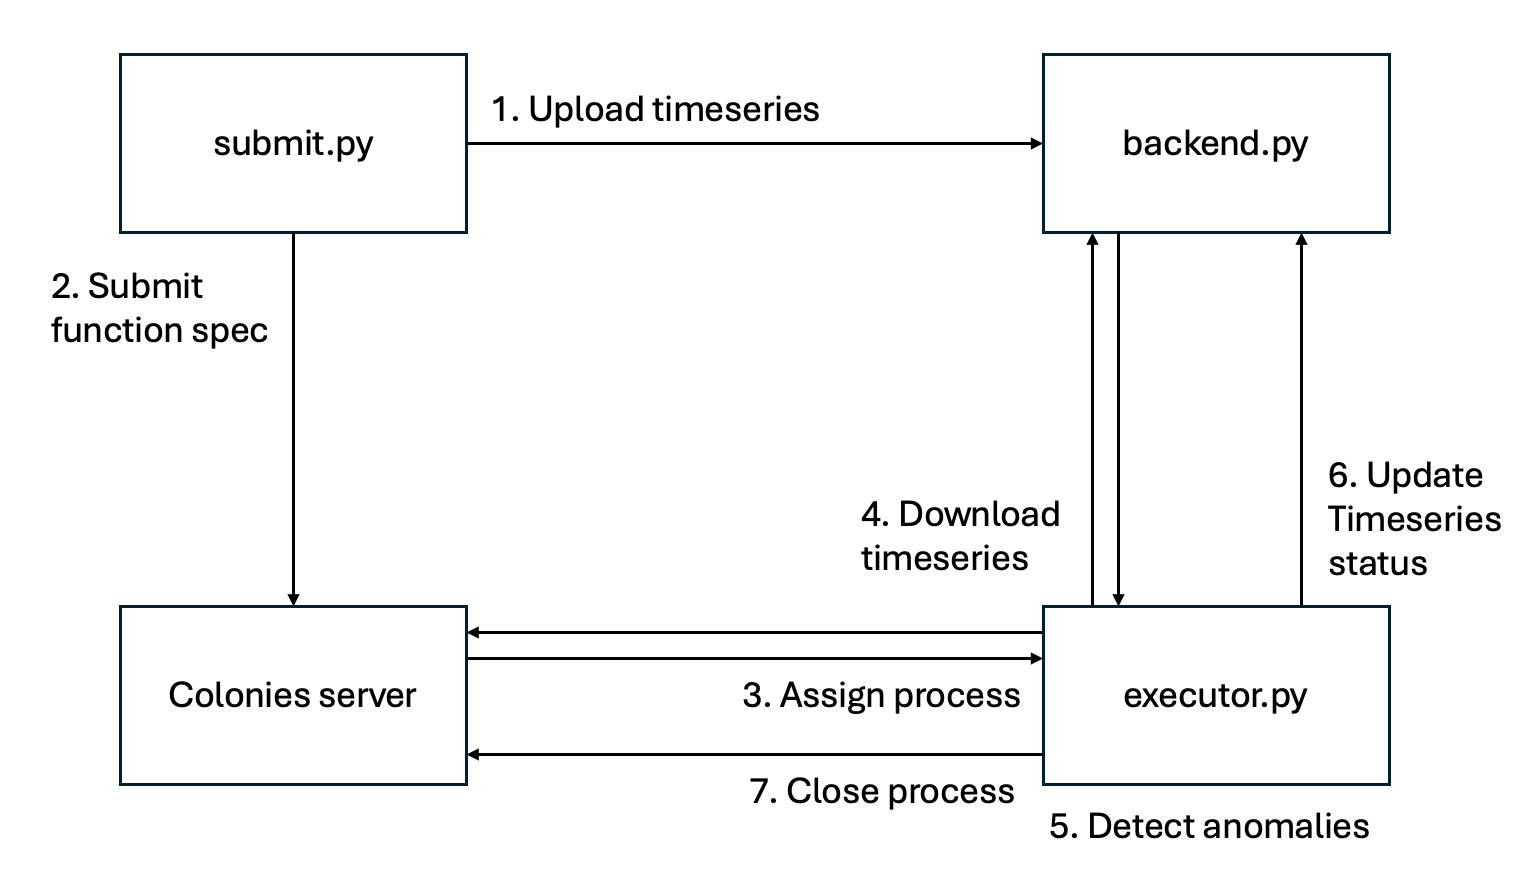 submit.py
1. Upload timeseries
backend.py
2. Submit
function spec
4. Download
timeseries
6. Update
Timeseries
status
Colonies server
3. Assign process
executor.py
7. Close process
5. Detect anomalies